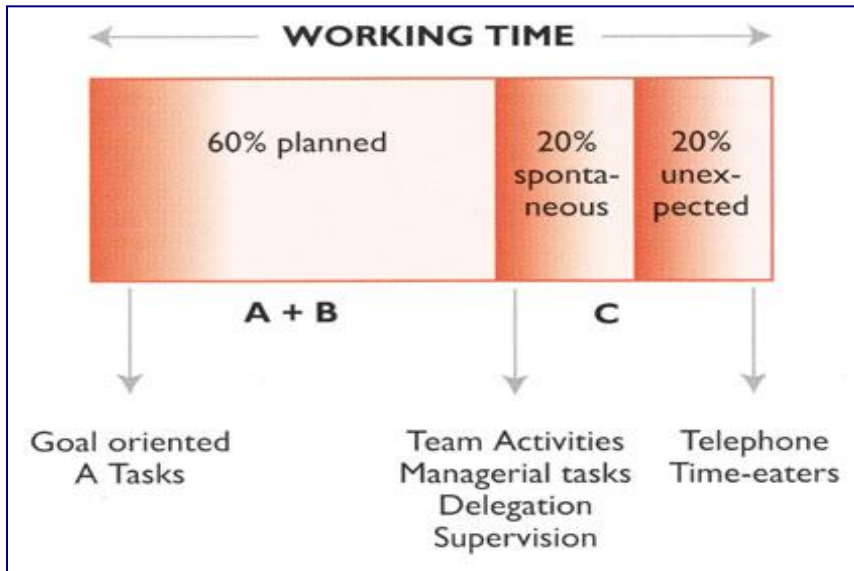 WORKING TIME
60% planned
20%
sponta-
neous
20%
unex-
pected
A + B
C
Goal oriented
A Tasks
Team Activities
Managerial tasks
Delegation
Supervision
Telephone
Time-eaters